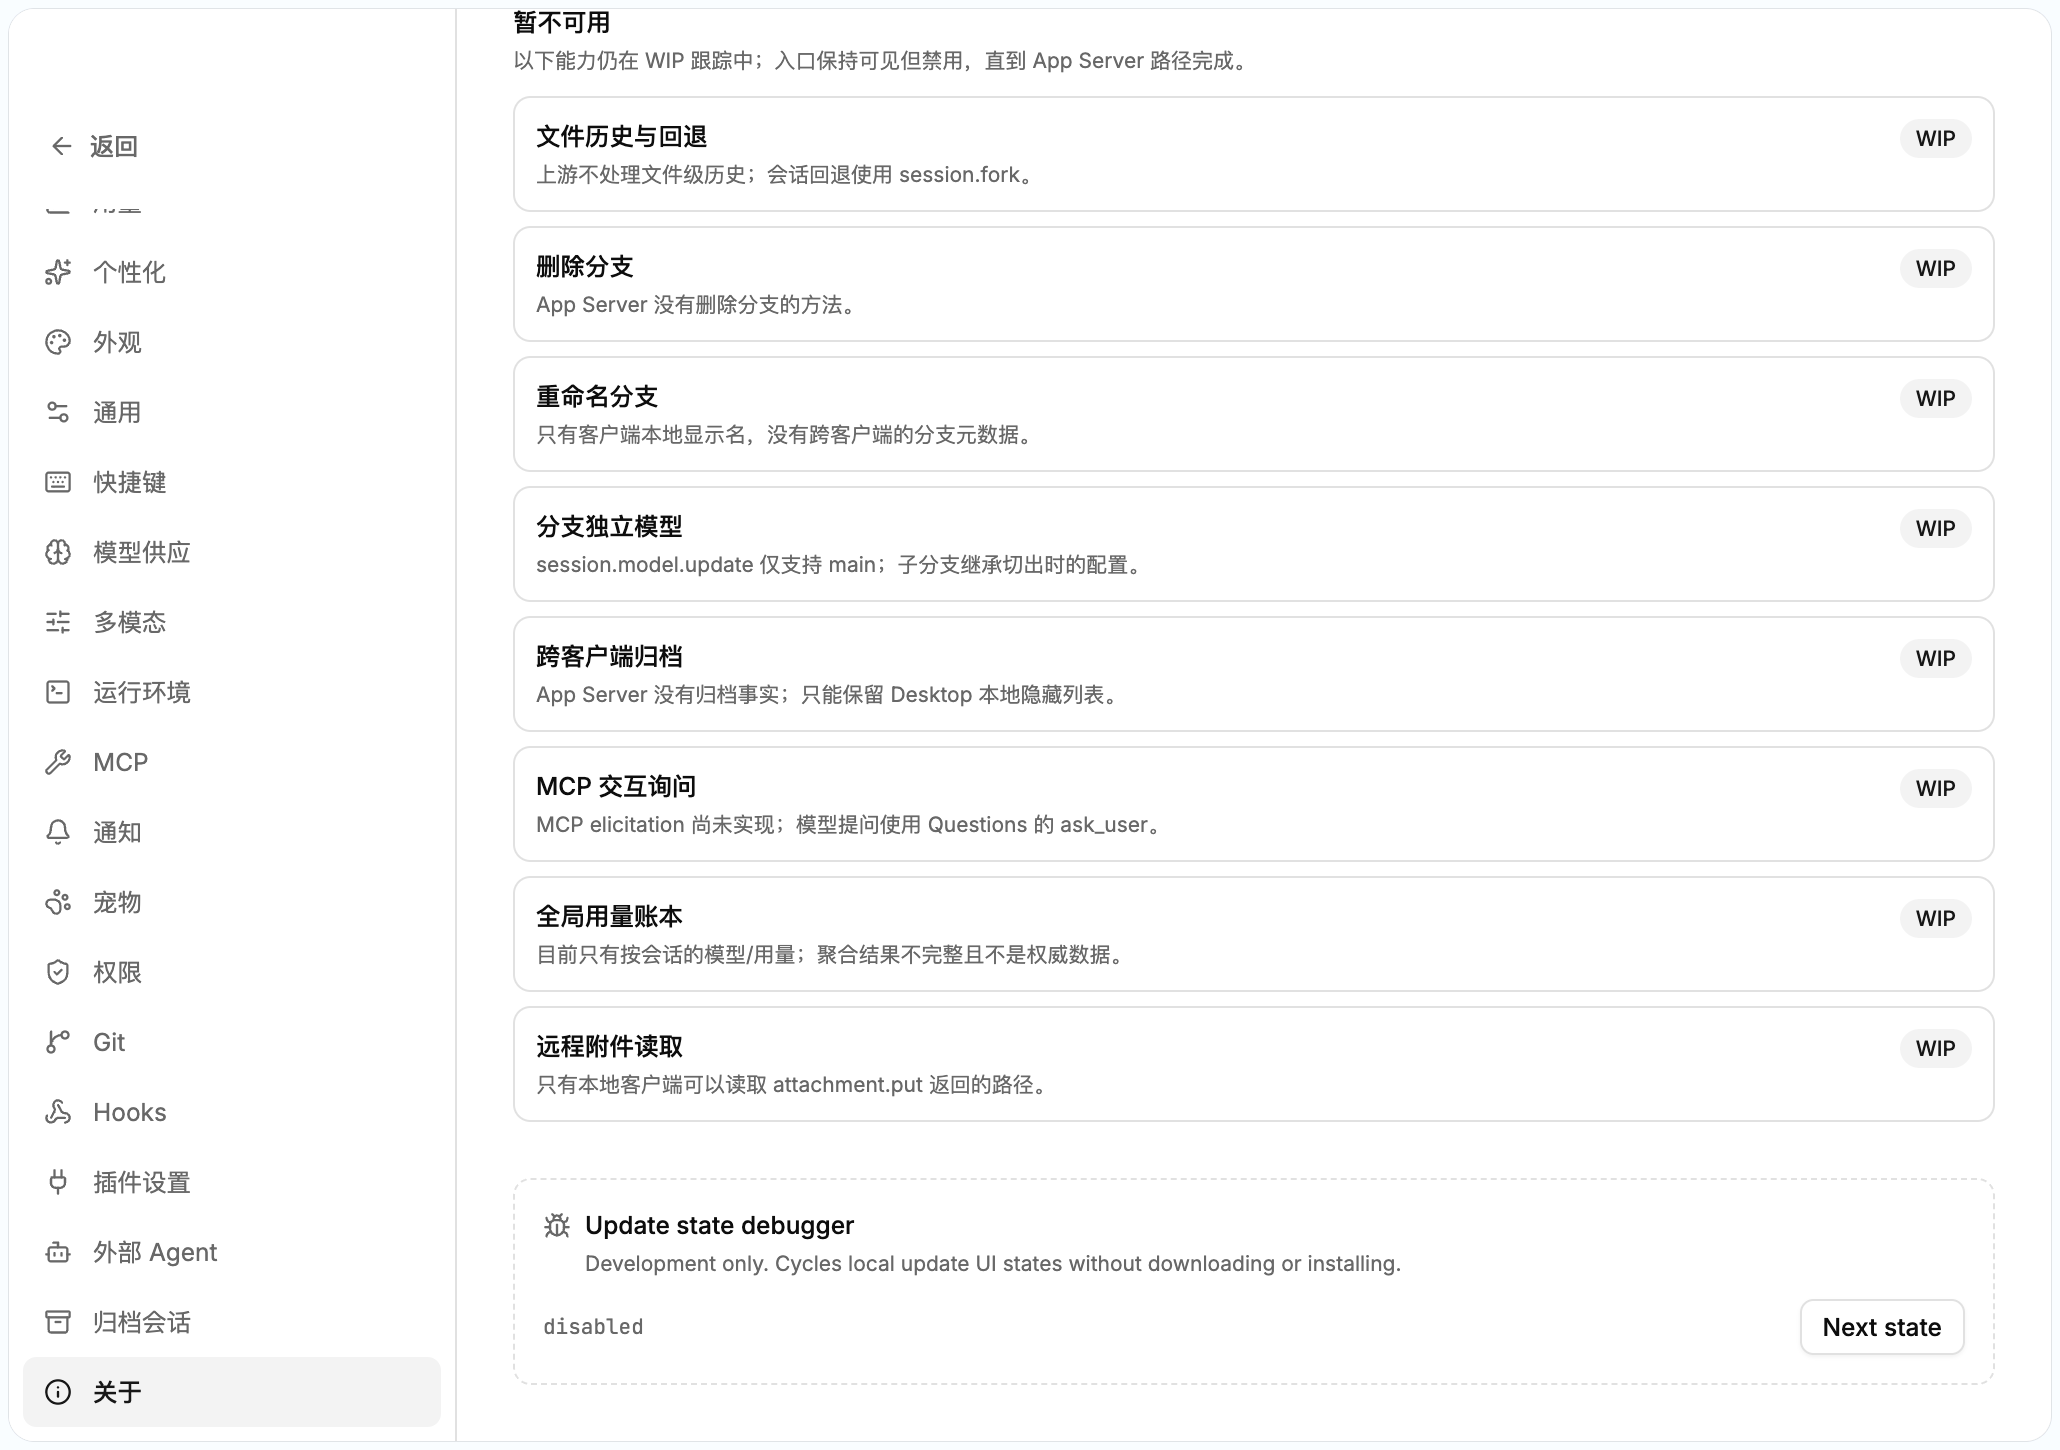 返回
个性化
外观
通用
快捷键
模型供应
多模态
运行环境
MCP
通知
宠物
权限
Git
Hooks
插件设置
外部 Agent
归档会话
关于
暂不可用
以下能力仍在 WIP 跟踪中；入口保持可见但禁用，直到 App Server 路径完成。
文件历史与回退
WIP
上游不处理文件级历史；会话回退使用 session.fork。
删除分支
WIP
App Server 没有删除分支的方法。
重命名分支
WIP
只有客户端本地显示名，没有跨客户端的分支元数据。
分支独立模型
WIP
session.model.update 仅支持 main；子分支继承切出时的配置。
跨客户端归档
WIP
App Server 没有归档事实；只能保留 Desktop 本地隐藏列表。
MCP 交互询问
WIP
MCP elicitation 尚未实现；模型提问使用 Questions 的 ask_user。
全局用量账本
WIP
目前只有按会话的模型/用量；聚合结果不完整且不是权威数据。
远程附件读取
WIP
只有本地客户端可以读取 attachment.put 返回的路径。
Update state debugger
Development only. Cycles local update UI states without downloading or installing.
disabled
Next state